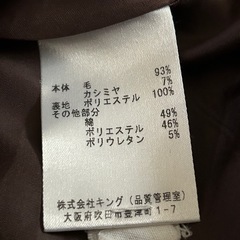 本体 毛 93%
カシミヤ 7%
裏地 ポリエステル 100%
その他部分 49%
綿 46%
ポリエステル 5%
ポリウレタン
株式会社キング(品質管理室)
大阪府吹田市豊津町1-7